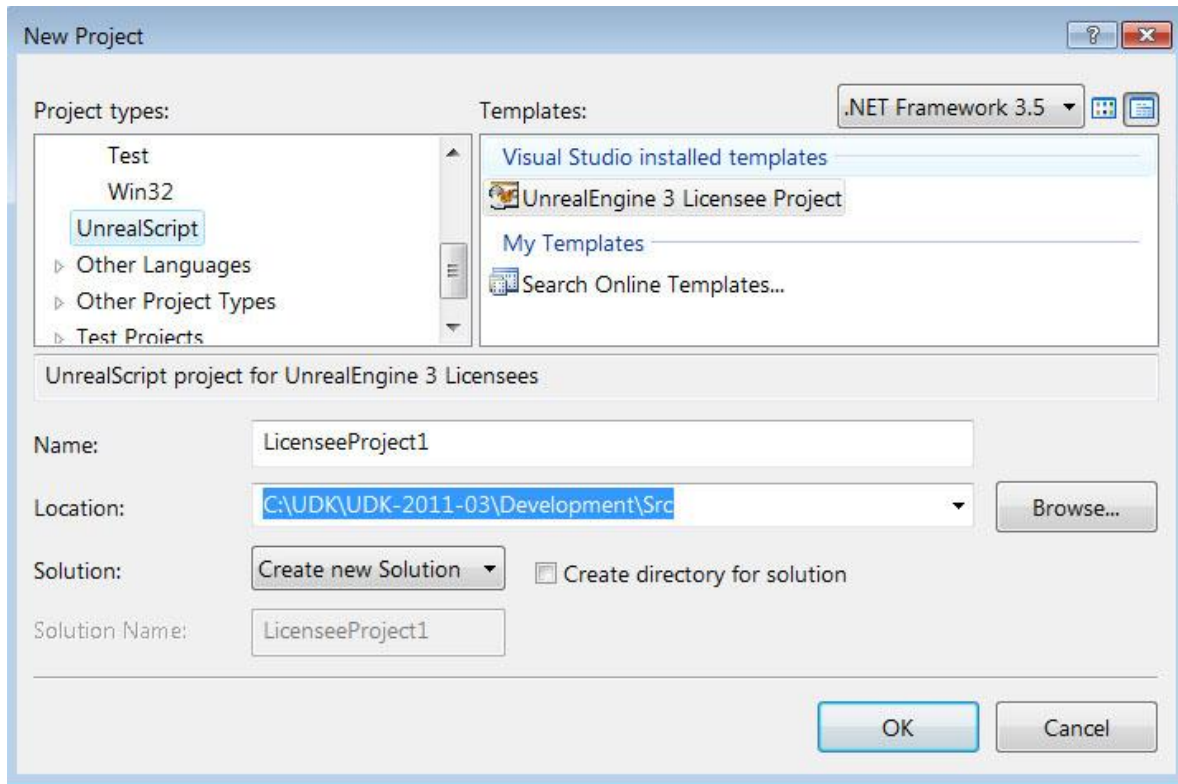 New Project
Project types:
Templates:
.NET Framework 3.5
Test
Win32
UnrealScript
Other Languages
Other Project Types
Test Projects
Visual Studio installed templates
UnrealEngine 3 Licensee Project
My Templates
Search Online Templates...
UnrealScript project for UnrealEngine 3 Licensees
Name:
LicenseeProject1
Location:
C:\UDK\UDK-2011-03\Development\Src
Browse...
Solution:
Create new Solution
Create directory for solution
Solution Name:
LicenseeProject1
OK
Cancel